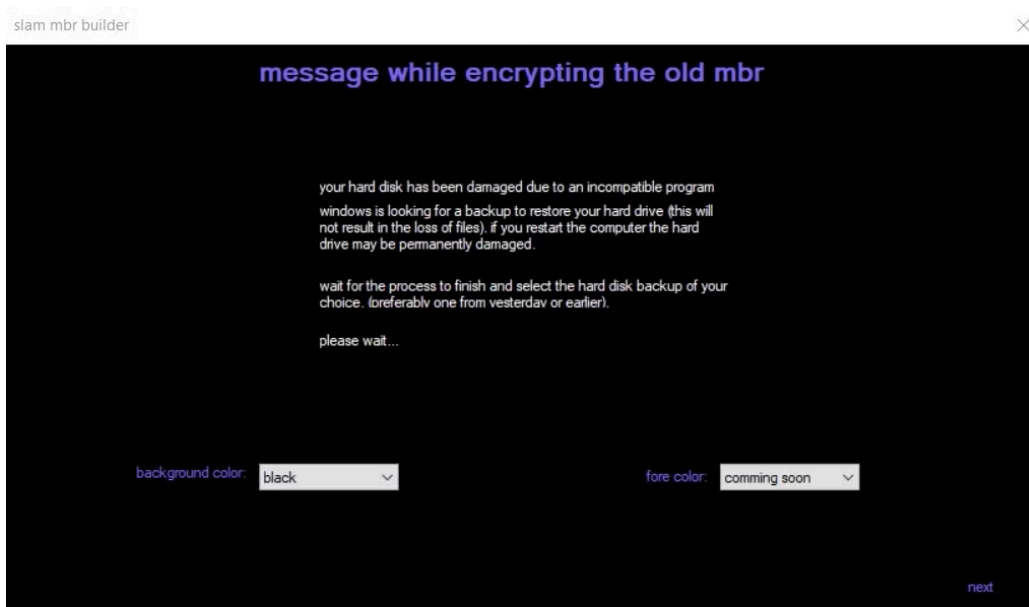 slam mbr builder
message while encrypting the old mbr
your hard disk has been damaged due to an incompatible program
windows is looking for a backup to restore your hard drive (this will
not result in the loss of files). if you restart the computer the hard
drive may be permanently damaged.
wait for the process to finish and select the hard disk backup of your
choice. (preferably one from yesterday or earlier).
please wait...
background color: black
fore color: comming soon
next